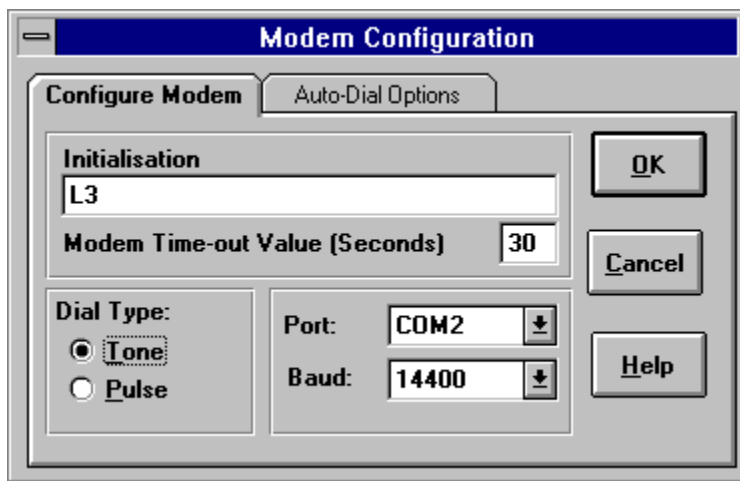 Modem Configuration
Configure Modem
Auto-Dial Options
Initialisation
L3
Modem Time-out Value (Seconds) 30
Dial Type:
Tone
Pulse
Port: COM2
Baud: 14400
OK
Cancel
Help